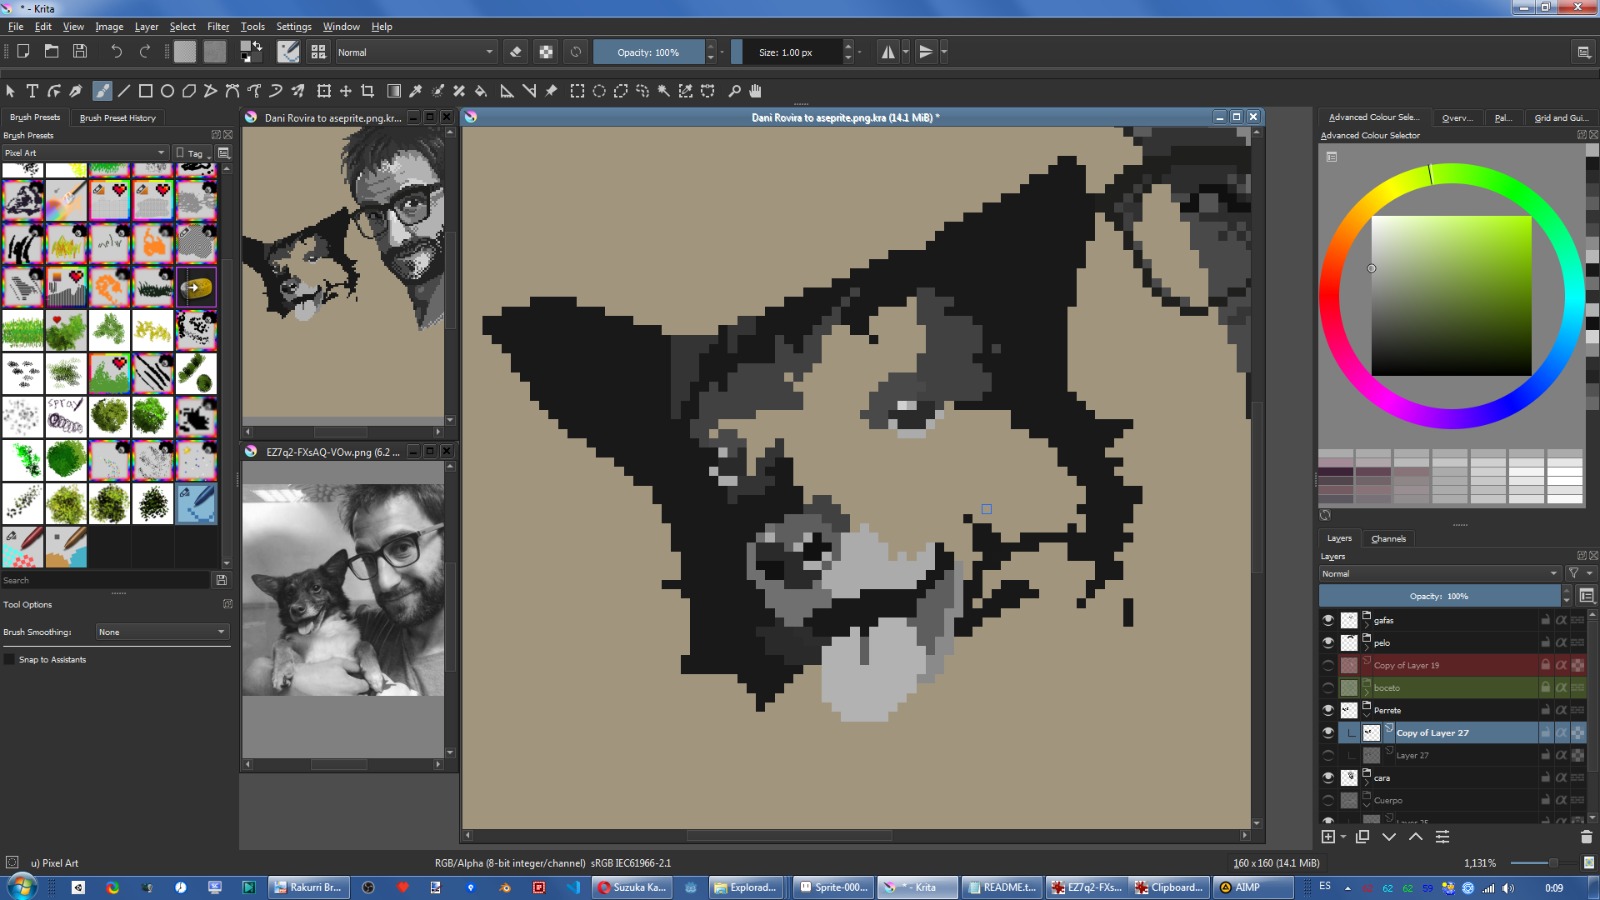 * - Krita
File Edit View Image Layer Select Filter Tools Settings Window Help
Normal
Opacity: 100%
Size: 1.00 px
Brush Presets
Brush Preset History
Brush Presets
Pixel Art
Tag
spray
Search
Tool Options
Brush Smoothing:
None
Snap to Assistants
Dani Rovira to aseprite.png.kr...
EZ7q2-FXsAQ-VOw.png (6.2 ...
Dani Rovira to aseprite.png.kra (14.1 MiB) *
Advanced Colour Sele...
Overv...
Pal...
Grid and Gui...
Advanced Colour Selector
Layers
Channels
Layers
Normal
Opacity: 100%
gafas
pelo
Copy of Layer 19
boceto
Perrete
Copy of Layer 27
Layer 27
cara
Cuerpo
Layer 25
u) Pixel Art
RGB/Alpha (8-bit integer/channel) sRGB IEC61966-2.1
160 x 160 (14.1 MiB)
1,131%
Rakurri Br...
Suzuka Ka...
Explorad...
Sprite-000...
* - Krita
README.t...
EZ7q2-FXs...
Clipboard...
AIMP
ES
62
62
59
0:09